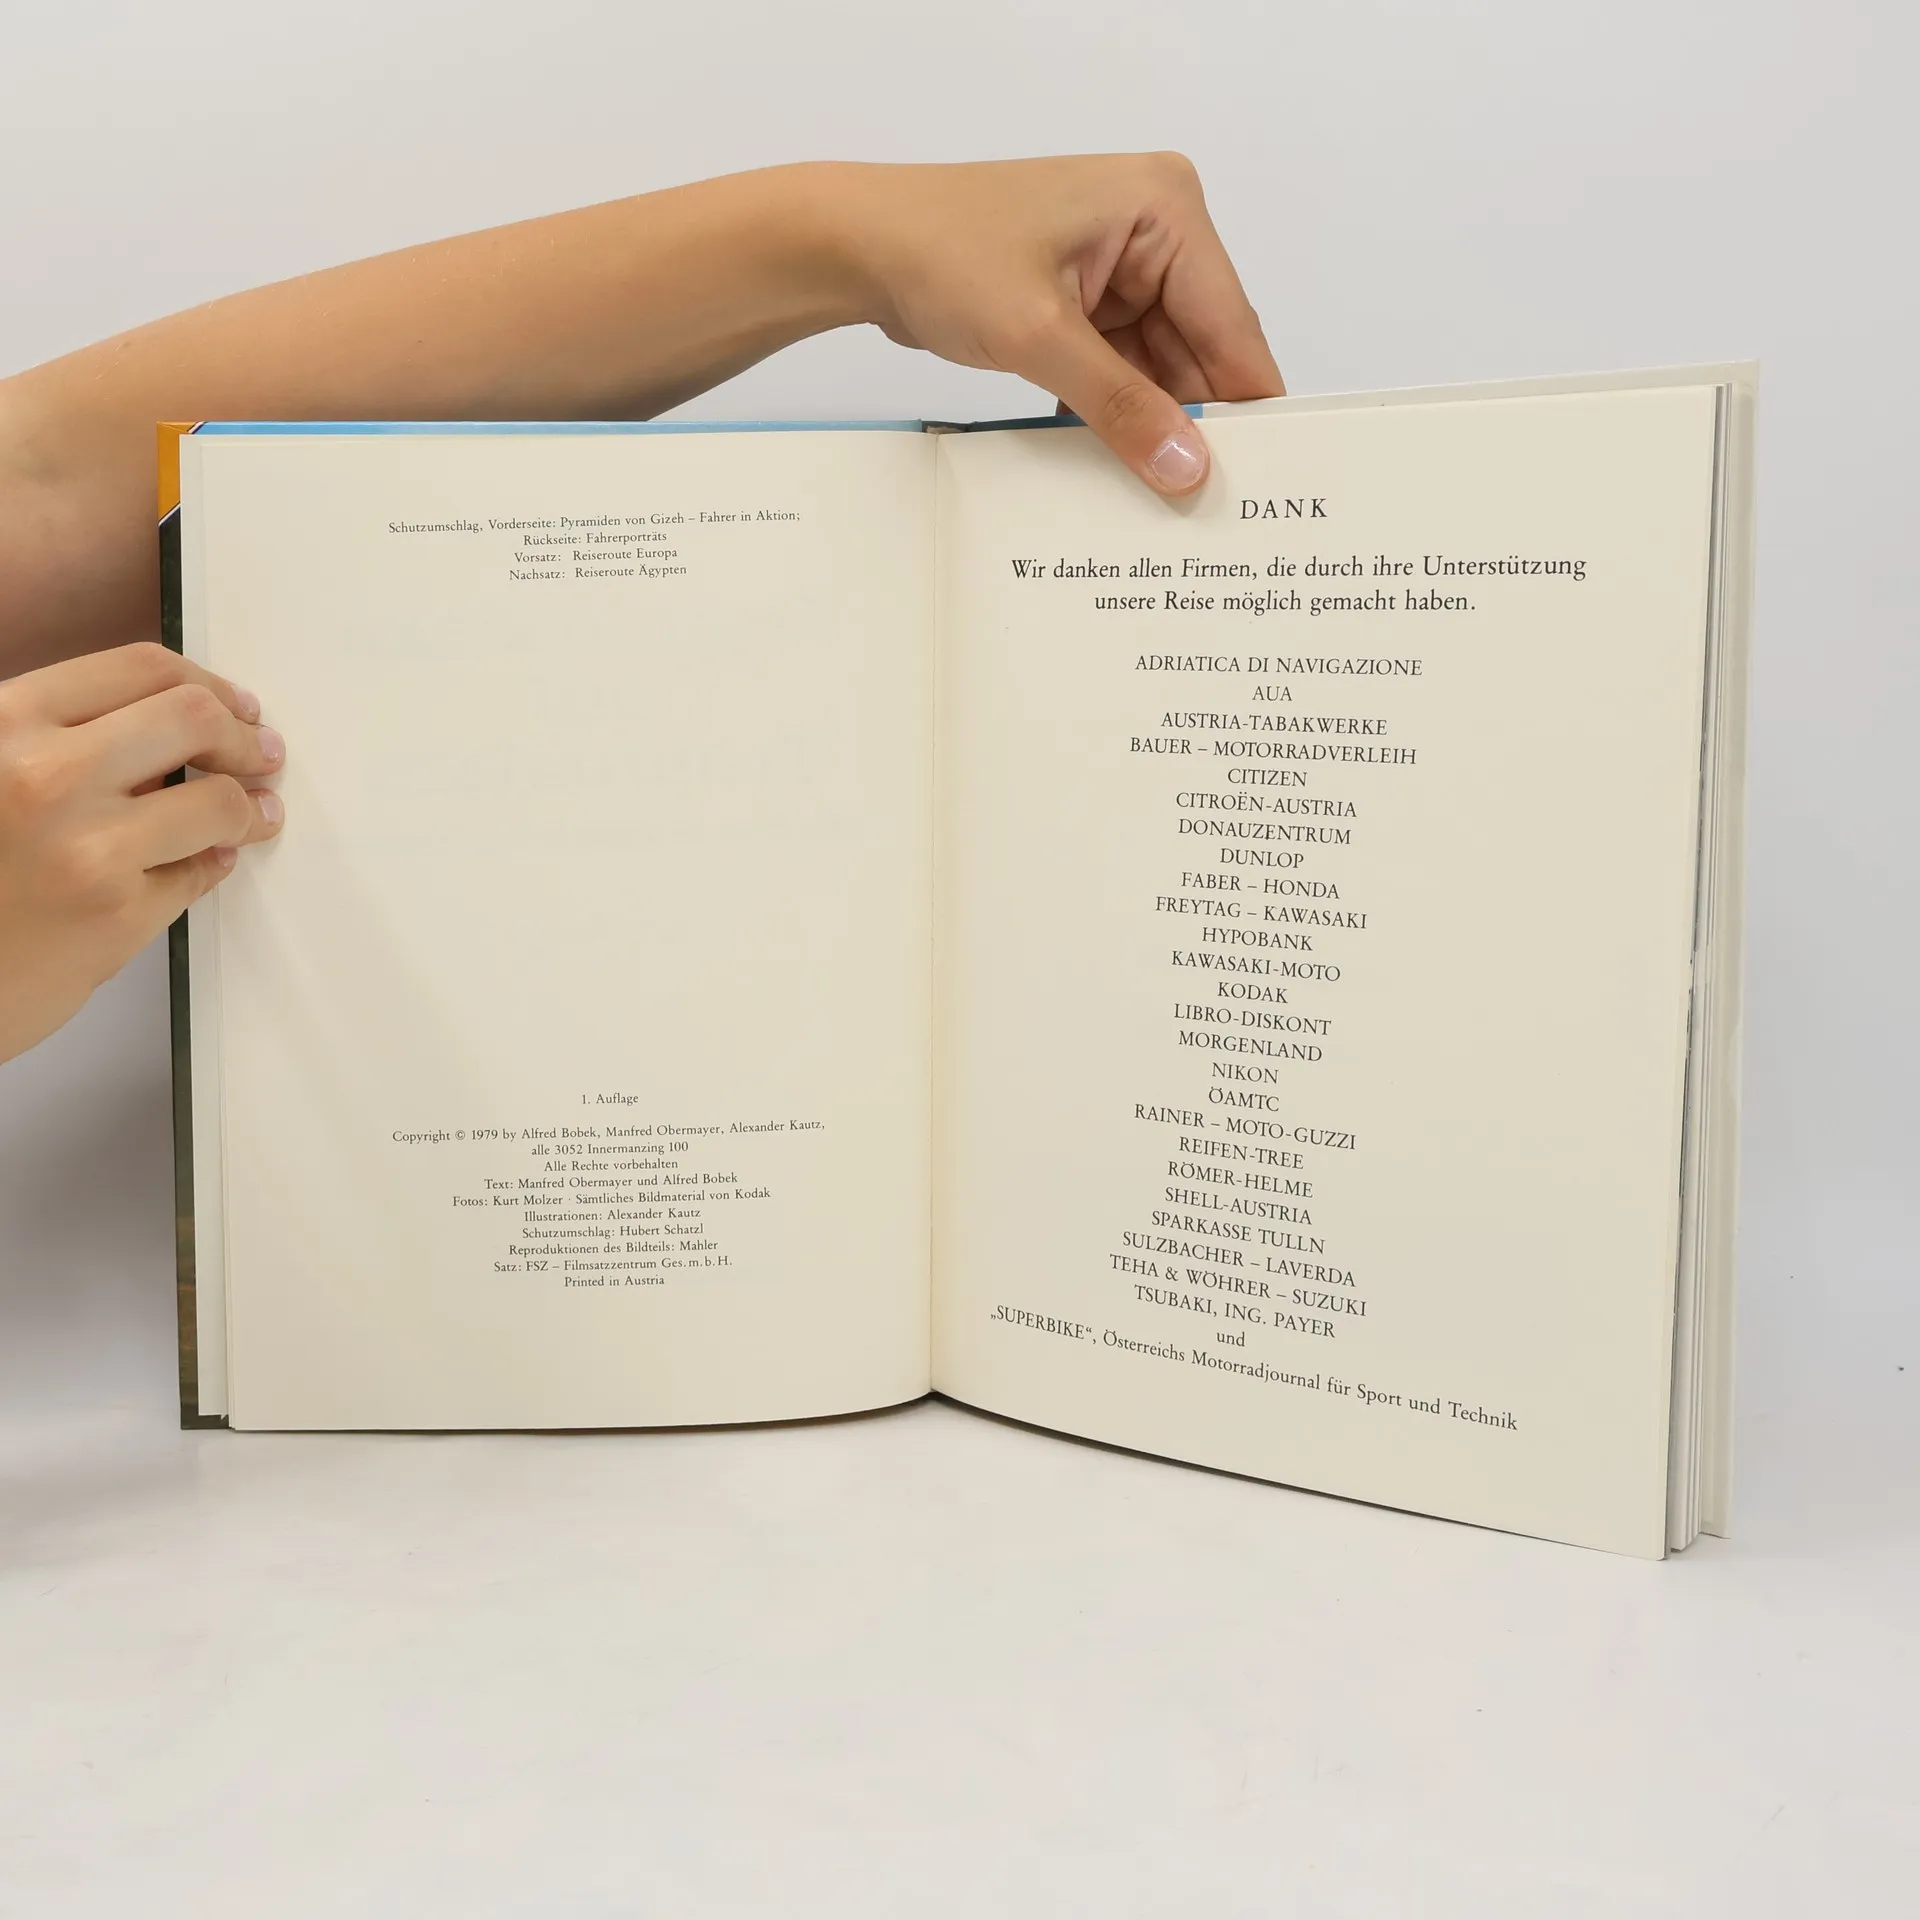 Schutzumschlag, Vorderseite: Pyramiden von Gizeh – Fahrer in Aktion;
Rückseite: Fahrerporträts
Vorsatz: Reiseroute Europa
Nachsatz: Reiseroute Ägypten
1. Auflage
Copyright © 1979 by Alfred Bobek, Manfred Obermayer, Alexander Kautz,
alle 3052 Innermanzing 100
Alle Rechte vorbehalten
Text: Manfred Obermayer und Alfred Bobek
Fotos: Kurt Molzer · Sämtliches Bildmaterial von Kodak
Illustrationen: Alexander Kautz
Schutzumschlag: Hubert Schatzl
Reproduktionen des Bildteils: Mahler
Satz: FSZ – Filmsatzzentrum Ges.m.b.H.
Printed in Austria
DANK
Wir danken allen Firmen, die durch ihre Unterstützung
unsere Reise möglich gemacht haben.
ADRIATICA DI NAVIGAZIONE
AUA
AUSTRIA-TABAKWERKE
BAUER – MOTORRADVERLEIH
CITIZEN
CITROËN-AUSTRIA
DONAUZENTRUM
DUNLOP
FABER – HONDA
FREYTAG – KAWASAKI
HYPOBANK
KAWASAKI-MOTO
KODAK
LIBRO-DISKONT
MORGENLAND
NIKON
ÖAMTC
RAINER – MOTO-GUZZI
REIFEN-TREE
RÖMER-HELME
SHELL-AUSTRIA
SPARKASSE TULLN
SULZBACHER – LAVERDA
TEHA & WÖHRER – SUZUKI
TSUBAKI, ING. PAYER
und
„SUPERBIKE“, Österreichs Motorradjournal für Sport und Technik